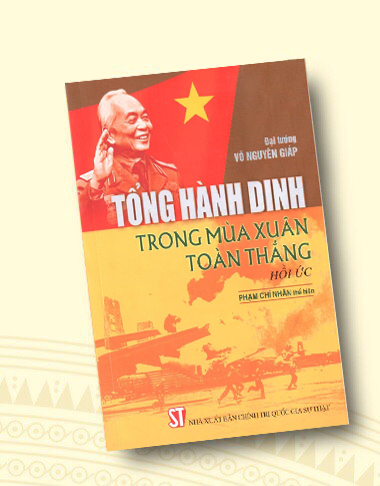 Đại tướng
VÕ NGUYÊN GIÁP
TỔNG HÀNH DINH
TRONG MÙA XUÂN
TOÀN THẮNG
HỒI ỨC
PHẠM CHÍ NHÂN thể hiện
ST NHÀ XUẤT BẢN CHÍNH TRỊ QUỐC GIA SỰ THẬT